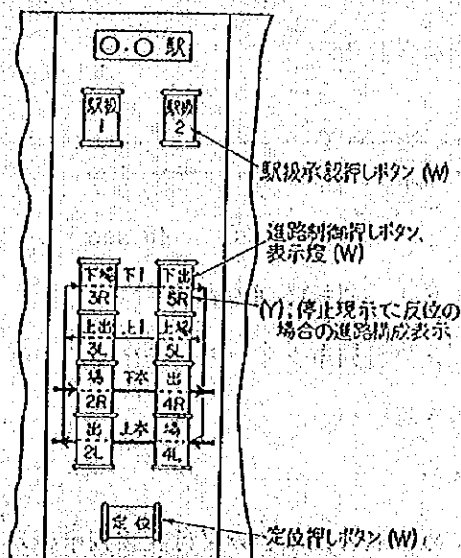 ○.○駅
駅扱 駅扱
1 2
駅扱承認押しボタン (W)
進路制御押しボタン、
表示燈 (W)
下場 下1 下出
3R 5R
(Y);停止現示で反位の
場合の進路構成表示
上出 上1 上場
3L 5L
場 下本 出
2R 4R
出 上本 場
2L 4L
定位
定位押しボタン (W)